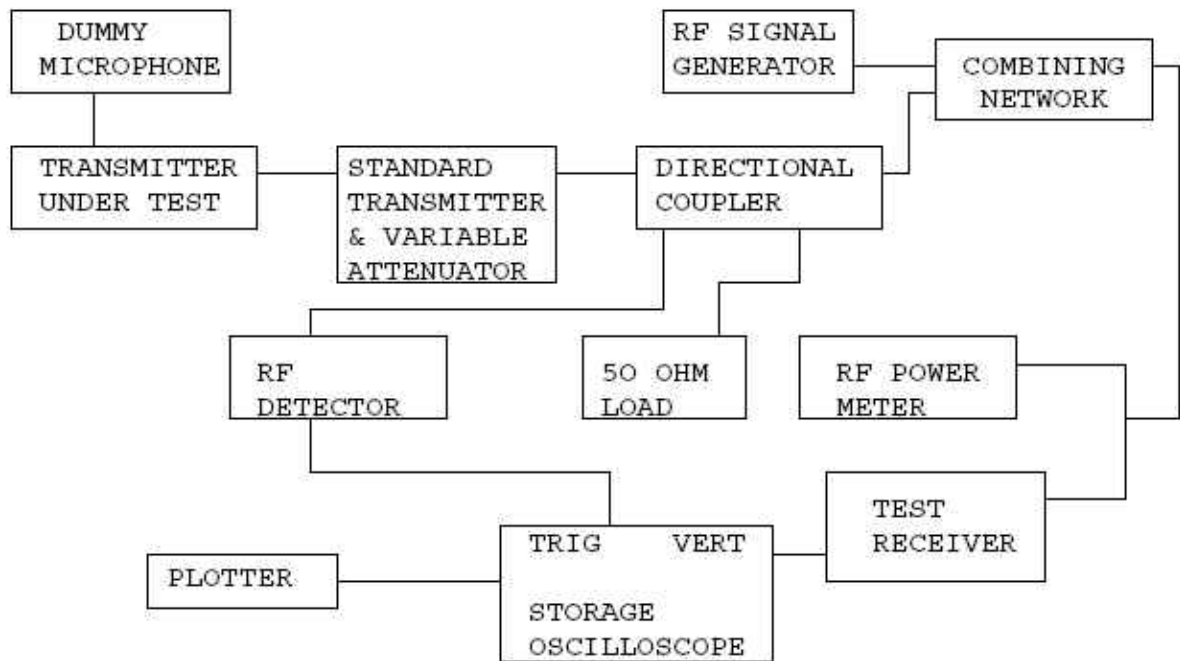 DUMMY
MICROPHONE
RF SIGNAL
GENERATOR
COMBINING
NETWORK
TRANSMITTER
UNDER TEST
STANDARD
TRANSMITTER
& VARIABLE
ATTENUATOR
DIRECTIONAL
COUPLER
RF
DETECTOR
50 OHM
LOAD
RF POWER
METER
TEST
RECEIVER
TRIG VERT
STORAGE
OSCILLOSCOPE
PLOTTER